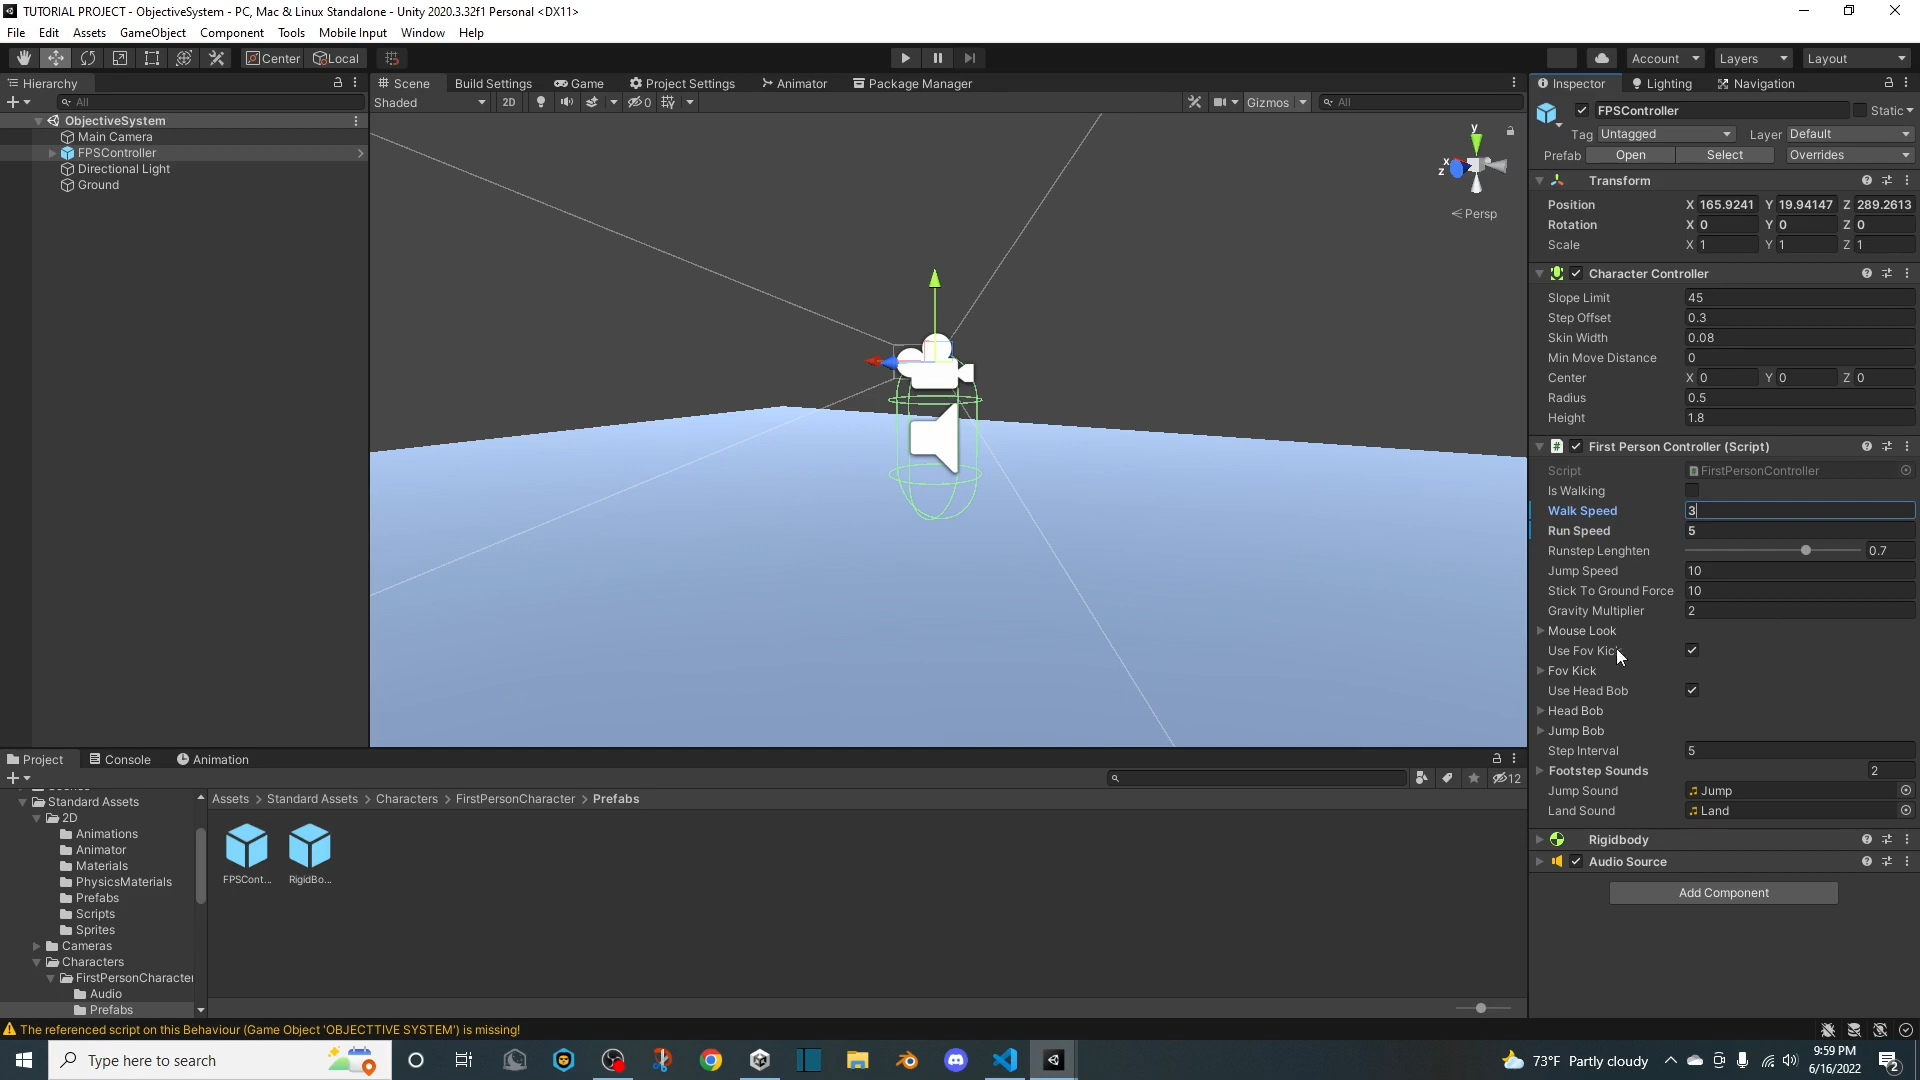 TUTORIAL PROJECT - ObjectiveSystem - PC, Mac & Linux Standalone - Unity 2020.3.32f1 Personal <DX11>
File Edit Assets GameObject Component Tools Mobile Input Window Help
Center Local Account Layers Layout
Hierarchy
All
ObjectiveSystem
Main Camera
FPSController
Directional Light
Ground
Scene Build Settings Game Project Settings Animator Package Manager
Shaded 2D 0 Gizmos All
y
x
z
Persp
Inspector Lighting Navigation
FPSController Static
Tag Untagged Layer Default
Prefab Open Select Overrides
Transform
Position X 165.9241 Y 19.94147 Z 289.2613
Rotation X 0 Y 0 Z 0
Scale X 1 Y 1 Z 1
Character Controller
Slope Limit 45
Step Offset 0.3
Skin Width 0.08
Min Move Distance 0
Center X 0 Y 0 Z 0
Radius 0.5
Height 1.8
First Person Controller (Script)
Script FirstPersonController
Is Walking
Walk Speed 3
Run Speed 5
Runstep Lenghten 0.7
Jump Speed 10
Stick To Ground Force 10
Gravity Multiplier 2
Mouse Look
Use Fov Kick
Fov Kick
Use Head Bob
Head Bob
Jump Bob
Step Interval 5
Footstep Sounds 2
Jump Sound Jump
Land Sound Land
Rigidbody
Audio Source
Add Component
Project Console Animation
12
Standard Assets
2D
Animations
Animator
Materials
PhysicsMaterials
Prefabs
Scripts
Sprites
Cameras
Characters
FirstPersonCharacter
Audio
Prefabs
Assets > Standard Assets > Characters > FirstPersonCharacter > Prefabs
FPSCont... RigidBo...
The referenced script on this Behaviour (Game Object 'OBJECTTIVE SYSTEM') is missing!
Type here to search
73°F Partly cloudy
9:59 PM
6/16/2022
2